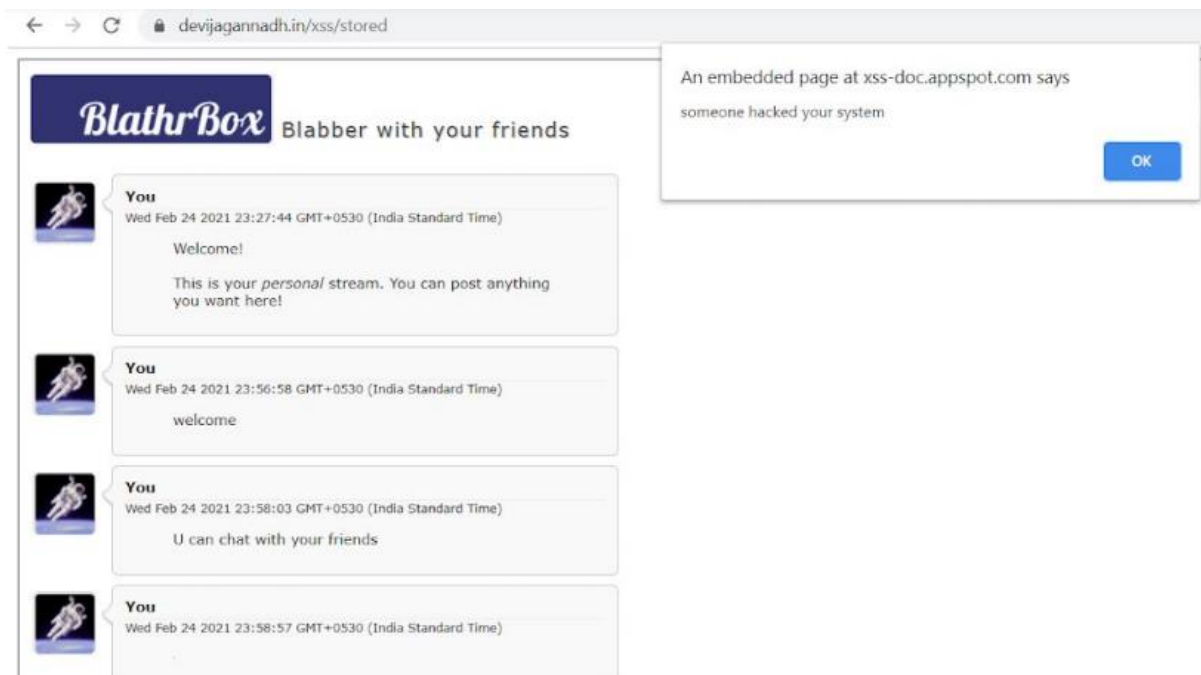 devijagannadh.in/xss/stored
An embedded page at xss-doc.appspot.com says
someone hacked your system
OK
BlathrBox Blabber with your friends
You
Wed Feb 24 2021 23:27:44 GMT+0530 (India Standard Time)
Welcome!
This is your personal stream. You can post anything
you want here!
You
Wed Feb 24 2021 23:56:58 GMT+0530 (India Standard Time)
welcome
You
Wed Feb 24 2021 23:58:03 GMT+0530 (India Standard Time)
U can chat with your friends
You
Wed Feb 24 2021 23:58:57 GMT+0530 (India Standard Time)